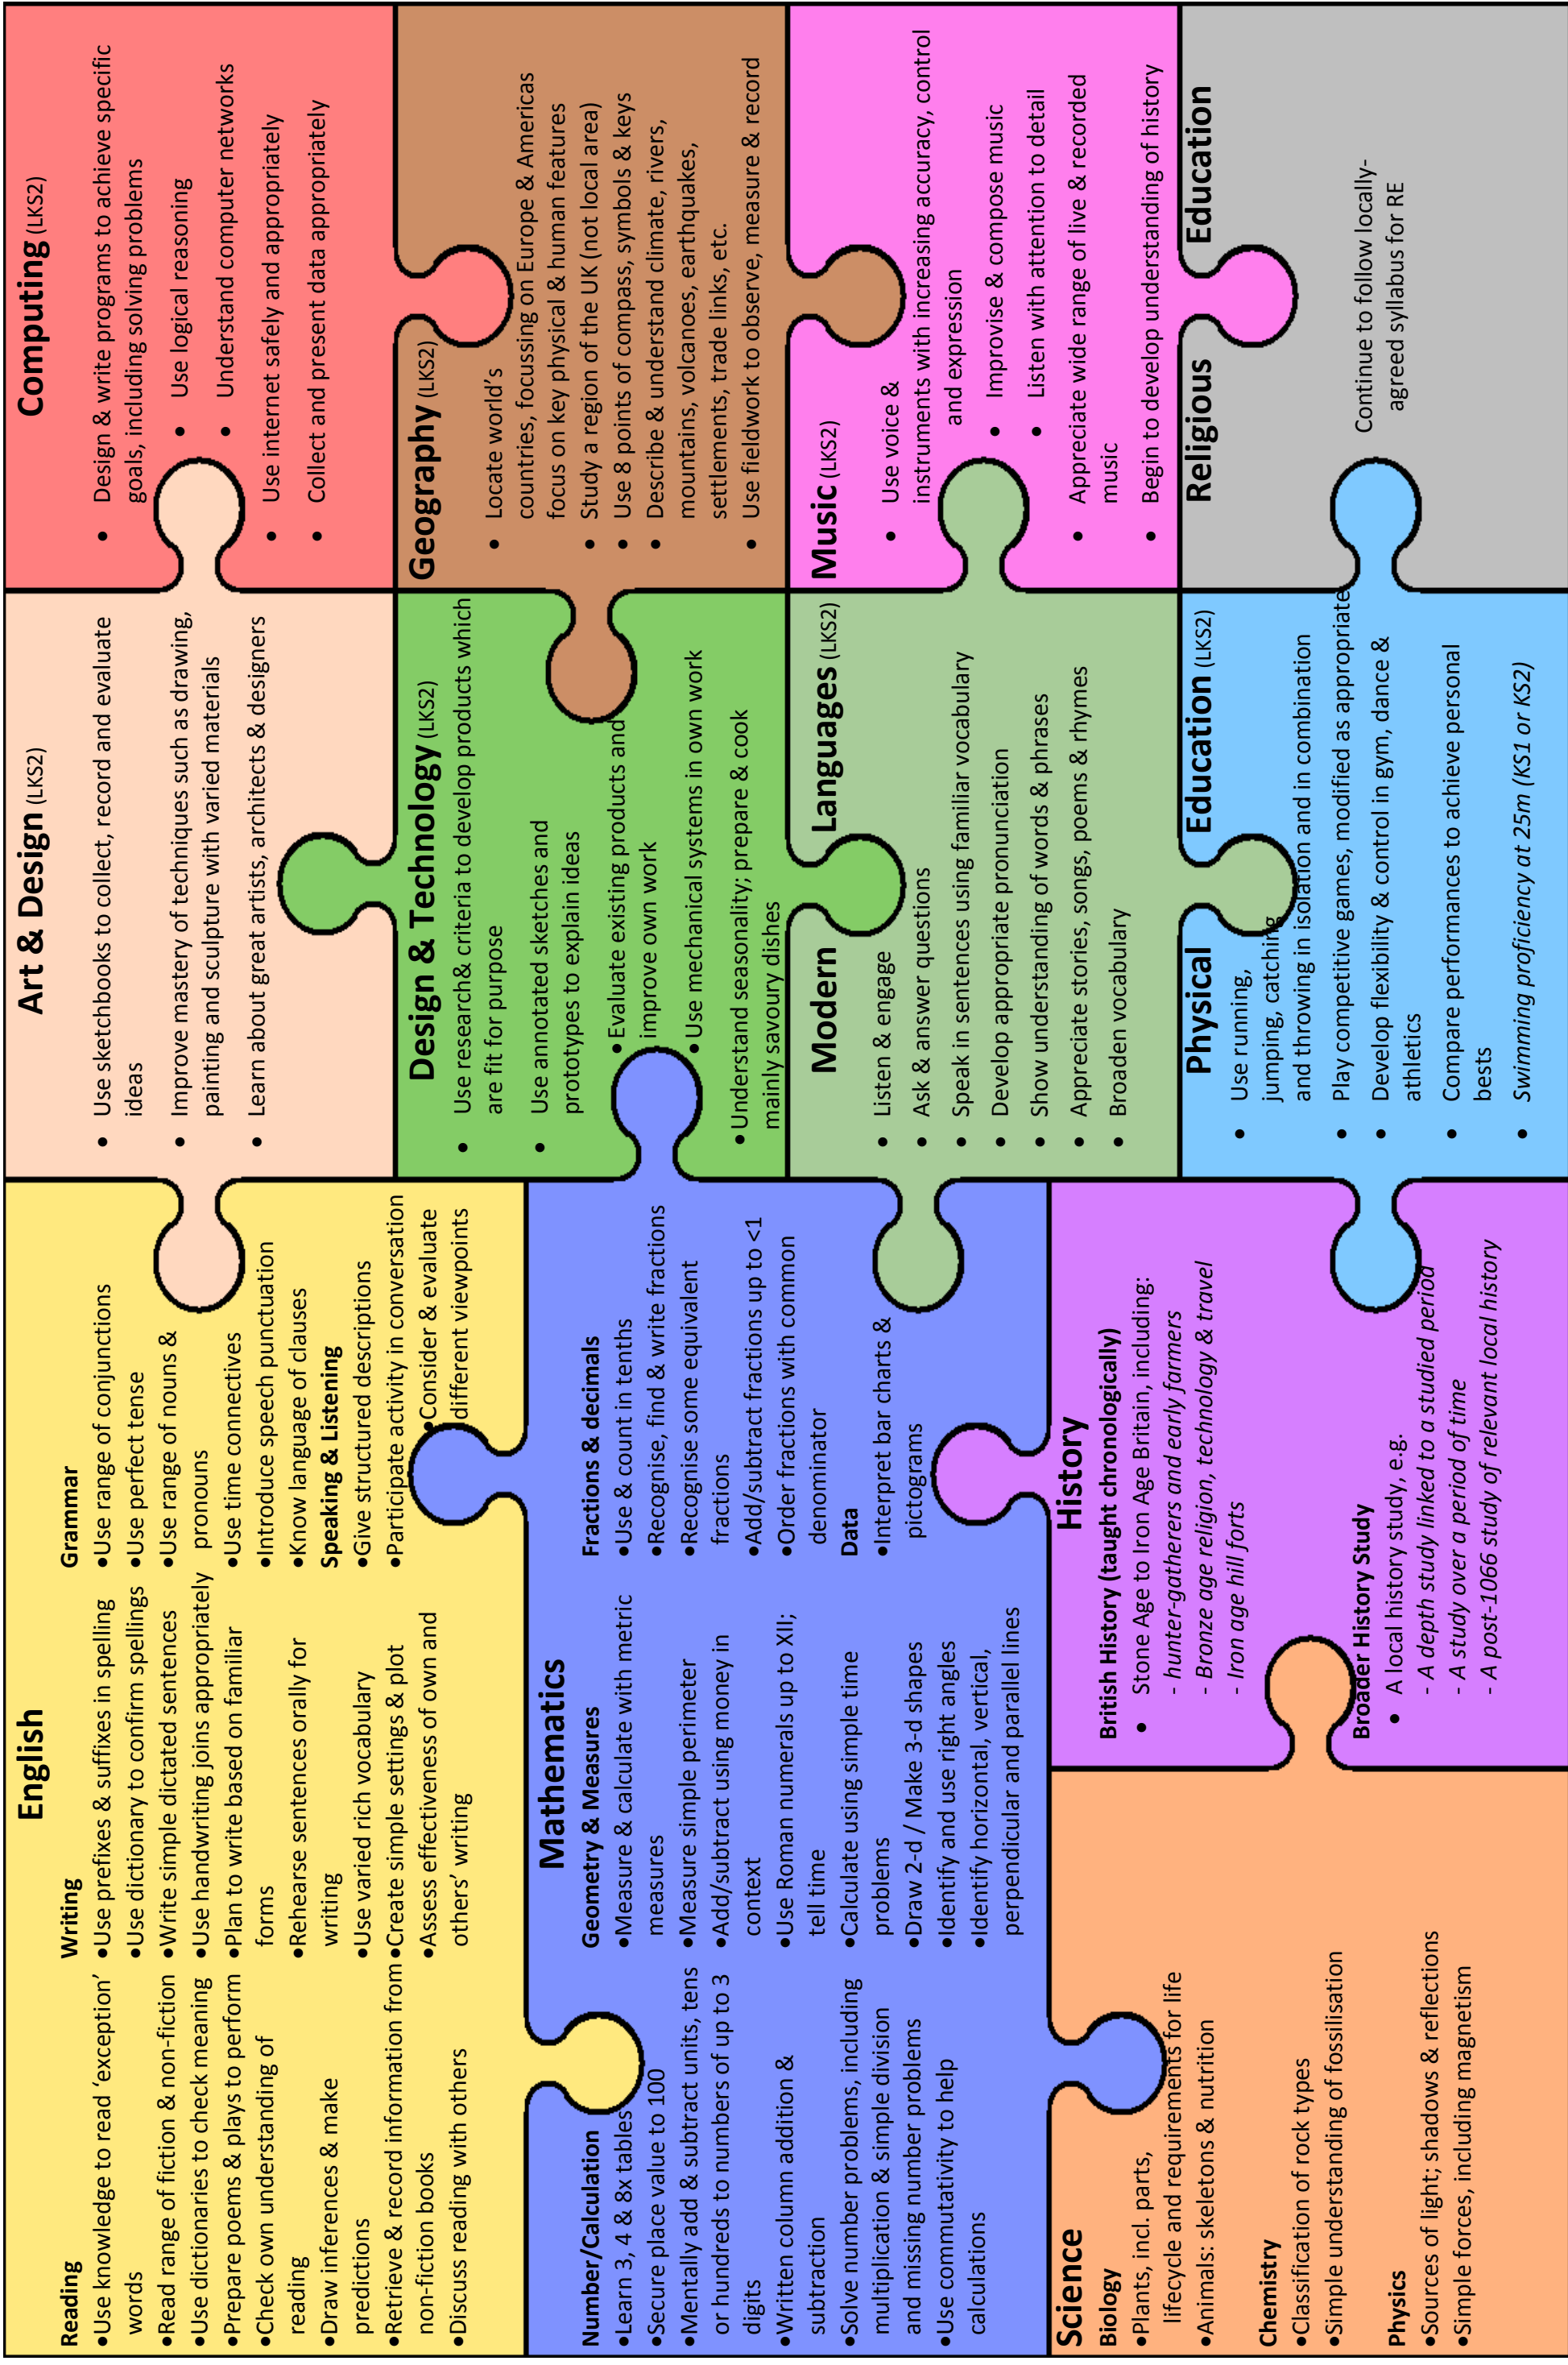 English
Reading
•Use knowledge to read ‘exception’
words
•Read range of fiction & non-fiction
•Use dictionaries to check meaning
•Prepare poems & plays to perform
•Check own understanding of
reading
•Draw inferences & make
predictions
•Retrieve & record information from
non-fiction books
•Discuss reading with others
Writing
•Use prefixes & suffixes in spelling
•Use dictionary to confirm spellings
•Write simple dictated sentences
•Use handwriting joins appropriately
•Plan to write based on familiar
forms
•Rehearse sentences orally for
writing
•Use varied rich vocabulary
•Create simple settings & plot
•Assess effectiveness of own and
others’ writing
Grammar
•Use range of conjunctions
•Use perfect tense
•Use range of nouns &
pronouns
•Use time connectives
•Introduce speech punctuation
•Know language of clauses
Speaking & Listening
•Give structured descriptions
•Participate activity in conversation
•Consider & evaluate
different viewpoints
Art & Design (LKS2)
• Use sketchbooks to collect, record and evaluate
ideas
• Improve mastery of techniques such as drawing,
painting and sculpture with varied materials
• Learn about great artists, architects & designers
Computing (LKS2)
• Design & write programs to achieve specific
goals, including solving problems
• Use logical reasoning
• Understand computer networks
• Use internet safely and appropriately
• Collect and present data appropriately
Mathematics
Number/Calculation
•Learn 3, 4 & 8x tables
•Secure place value to 100
•Mentally add & subtract units, tens
or hundreds to numbers of up to 3
digits
•Written column addition &
subtraction
•Solve number problems, including
multiplication & simple division
and missing number problems
•Use commutativity to help
calculations
Geometry & Measures
•Measure & calculate with metric
measures
•Measure simple perimeter
•Add/subtract using money in
context
•Use Roman numerals up to XII;
tell time
•Calculate using simple time
problems
•Draw 2-d / Make 3-d shapes
•Identify and use right angles
•Identify horizontal, vertical,
perpendicular and parallel lines
Fractions & decimals
•Use & count in tenths
•Recognise, find & write fractions
•Recognise some equivalent
fractions
•Add/subtract fractions up to <1
•Order fractions with common
denominator
Data
•Interpret bar charts &
pictograms
Design & Technology (LKS2)
• Use research& criteria to develop products which
are fit for purpose
• Use annotated sketches and
prototypes to explain ideas
•Evaluate existing products and
improve own work
•Use mechanical systems in own work
•Understand seasonality; prepare & cook
mainly savoury dishes
Geography (LKS2)
• Locate world’s
countries, focussing on Europe & Americas
focus on key physical & human features
• Study a region of the UK (not local area)
• Use 8 points of compass, symbols & keys
• Describe & understand climate, rivers,
mountains, volcanoes, earthquakes,
settlements, trade links, etc.
• Use fieldwork to observe, measure & record
Modern Languages (LKS2)
• Listen & engage
• Ask & answer questions
• Speak in sentences using familiar vocabulary
• Develop appropriate pronunciation
• Show understanding of words & phrases
• Appreciate stories, songs, poems & rhymes
• Broaden vocabulary
Music (LKS2)
• Use voice &
instruments with increasing accuracy, control
and expression
• Improvise & compose music
• Listen with attention to detail
• Appreciate wide range of live & recorded
music
• Begin to develop understanding of history
Science
Biology
•Plants, incl. parts,
lifecycle and requirements for life
•Animals: skeletons & nutrition
Chemistry
•Classification of rock types
•Simple understanding of fossilisation
Physics
•Sources of light; shadows & reflections
•Simple forces, including magnetism
History
British History (taught chronologically)
• Stone Age to Iron Age Britain, including:
- hunter-gatherers and early farmers
- Bronze age religion, technology & travel
- Iron age hill forts
Broader History Study
• A local history study, e.g.
- A depth study linked to a studied period
- A study over a period of time
- A post-1066 study of relevant local history
Physical Education (LKS2)
• Use running,
jumping, catching
and throwing in isolation and in combination
• Play competitive games, modified as appropriate
• Develop flexibility & control in gym, dance &
athletics
• Compare performances to achieve personal
bests
• Swimming proficiency at 25m (KS1 or KS2)
Religious Education
Continue to follow locally-
agreed syllabus for RE